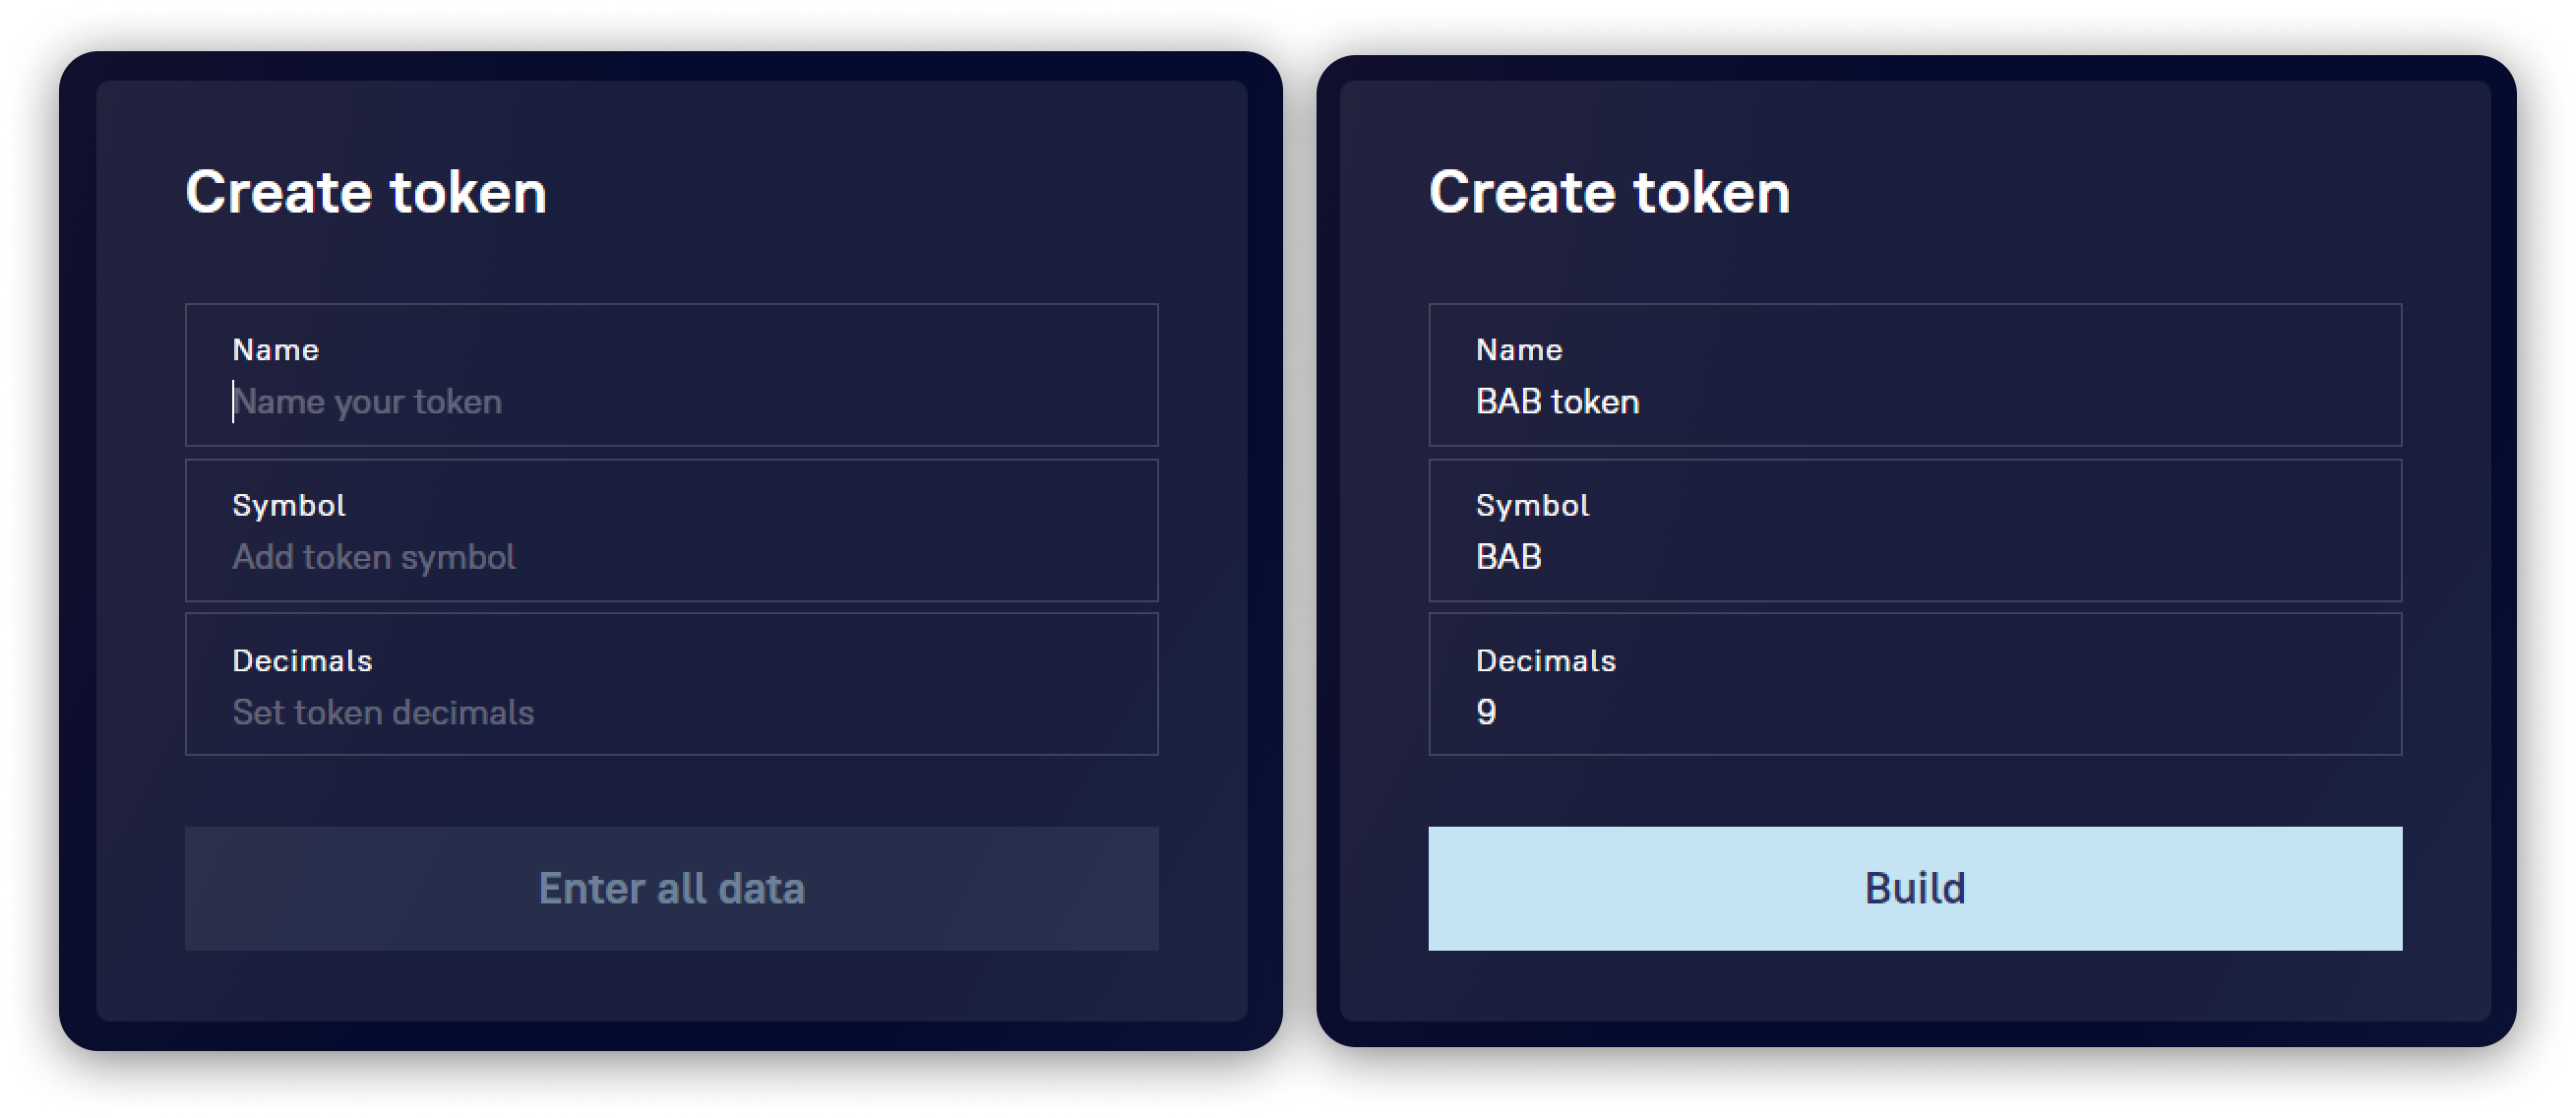 Create token
Name
Name your token
Symbol
Add token symbol
Decimals
Set token decimals
Enter all data
Create token
Name
BAB token
Symbol
BAB
Decimals
9
Build